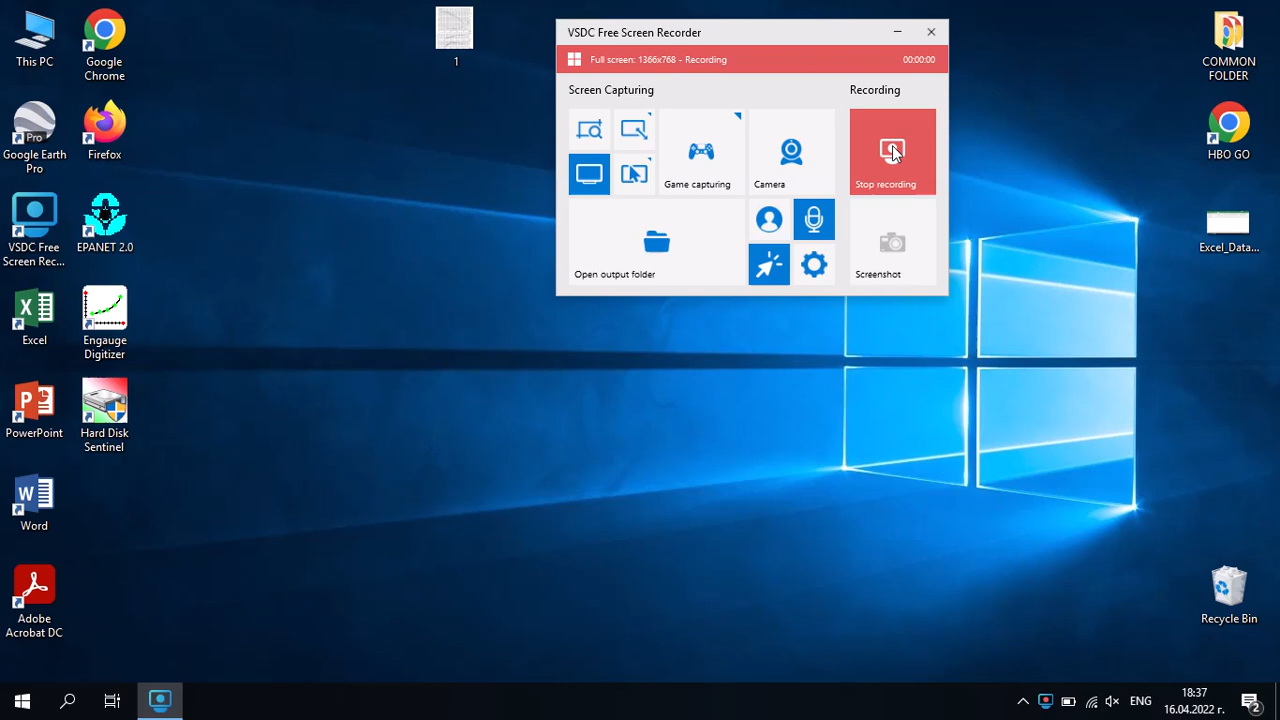 This PC
Google
Chrome
Pro
Google Earth
Pro
Firefox
VSDC Free
Screen Rec...
EPANET 2.0
Excel
Engauge
Digitizer
PowerPoint
Hard Disk
Sentinel
Word
Adobe
Acrobat DC
1
VSDC Free Screen Recorder
Full screen: 1366x768 - Recording
00:00:00
Screen Capturing
Recording
Game capturing
Camera
Stop recording
Open output folder
Screenshot
COMMON
FOLDER
HBO GO
Excel_Data...
Recycle Bin
ЕНГ
18:37
16.04.2022 г.
2